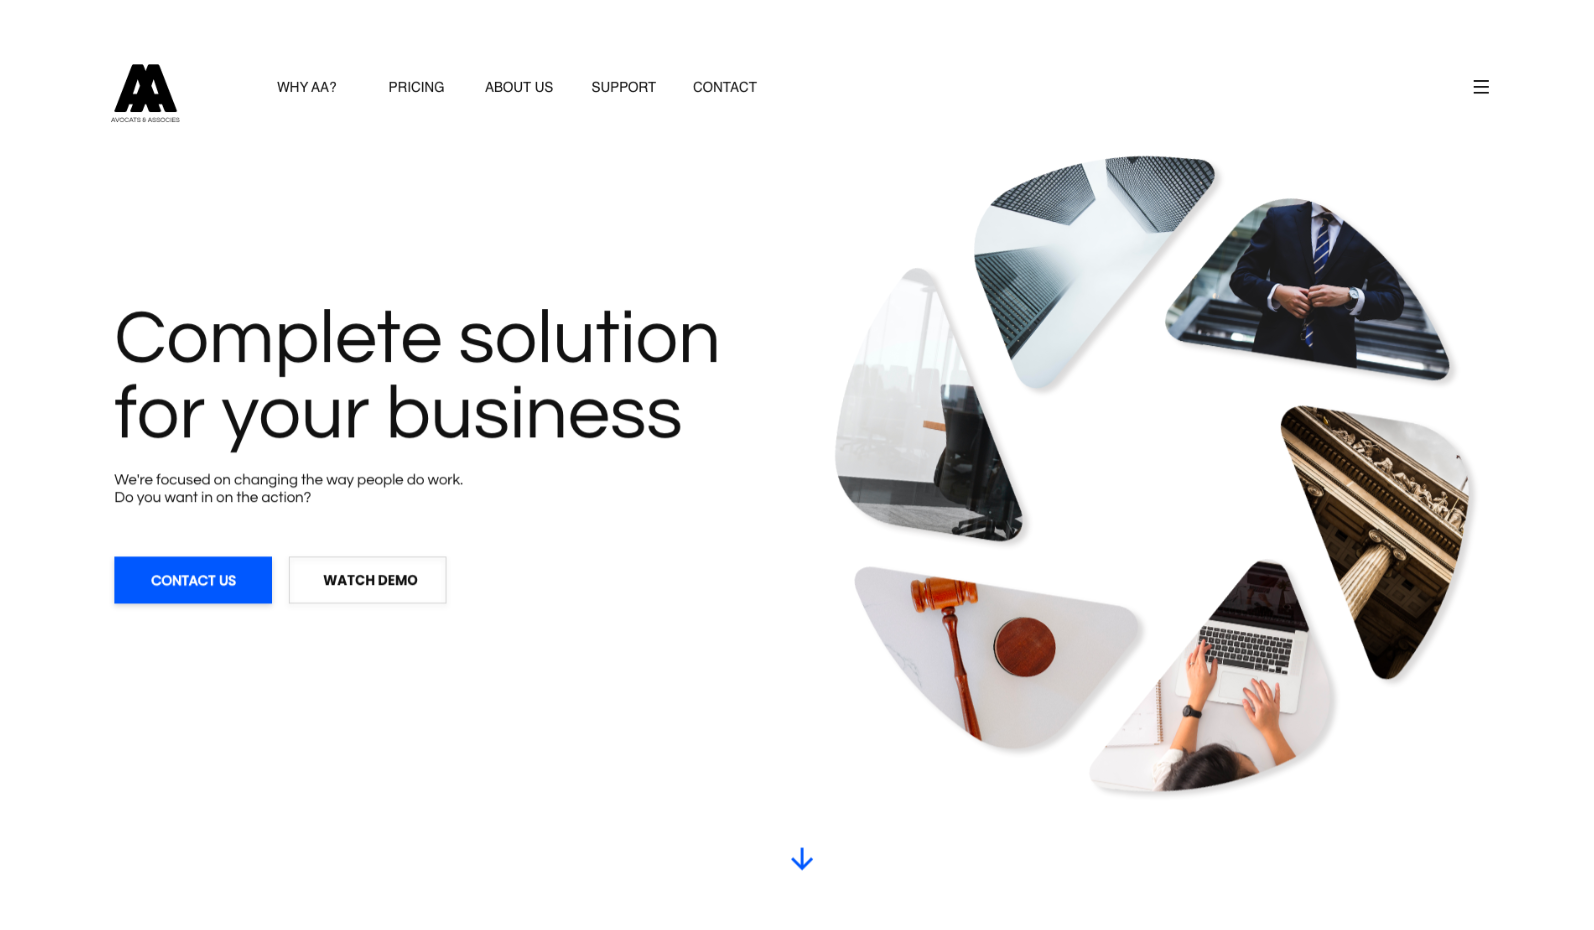 AVOCATS & ASSOCIES
WHY AA?
PRICING
ABOUT US
SUPPORT
CONTACT
Complete solution
for your business
We're focused on changing the way people do work.
Do you want in on the action?
CONTACT US
WATCH DEMO